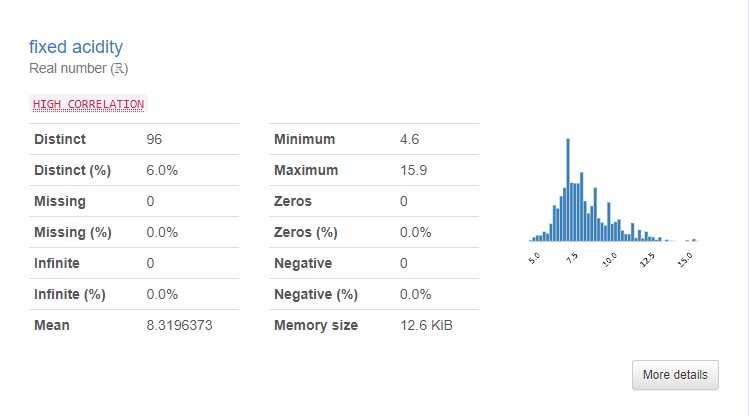 fixed acidity
Real number (ℝ)
HIGH CORRELATION
Distinct 96
Distinct (%) 6.0%
Missing 0
Missing (%) 0.0%
Infinite 0
Infinite (%) 0.0%
Mean 8.3196373
Minimum 4.6
Maximum 15.9
Zeros 0
Zeros (%) 0.0%
Negative 0
Negative (%) 0.0%
Memory size 12.6 KiB
5.0 7.5 10.0 12.5 15.0
More details